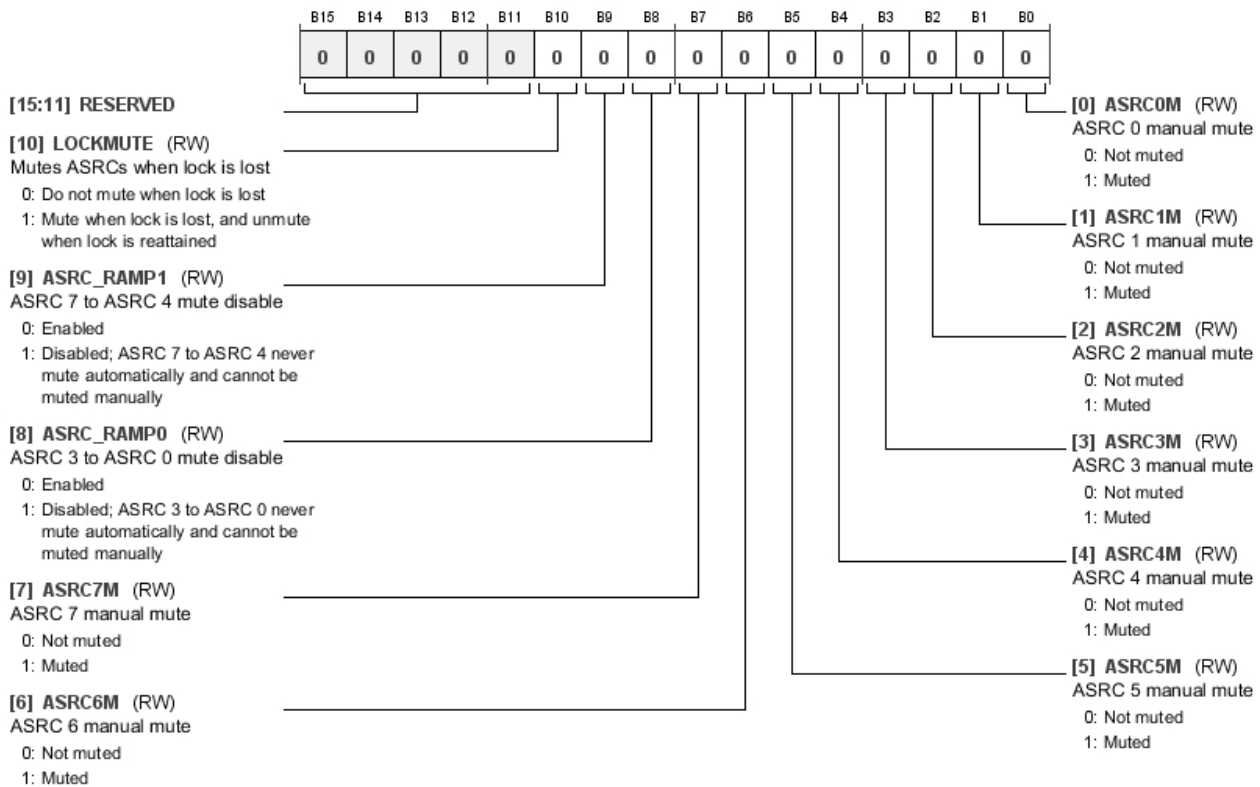 B15 B14 B13 B12 B11 B10 B9 B8 B7 B6 B5 B4 B3 B2 B1 B0
0 0 0 0 0 0 0 0 0 0 0 0 0 0 0 0
[15:11] RESERVED
[10] LOCKMUTE (RW)
Mutes ASRCs when lock is lost
0: Do not mute when lock is lost
1: Mute when lock is lost, and unmute
when lock is reattained
[9] ASRC_RAMP1 (RW)
ASRC 7 to ASRC 4 mute disable
0: Enabled
1: Disabled; ASRC 7 to ASRC 4 never
mute automatically and cannot be
muted manually
[8] ASRC_RAMP0 (RW)
ASRC 3 to ASRC 0 mute disable
0: Enabled
1: Disabled; ASRC 3 to ASRC 0 never
mute automatically and cannot be
muted manually
[7] ASRC7M (RW)
ASRC 7 manual mute
0: Not muted
1: Muted
[6] ASRC6M (RW)
ASRC 6 manual mute
0: Not muted
1: Muted
[0] ASRC0M (RW)
ASRC 0 manual mute
0: Not muted
1: Muted
[1] ASRC1M (RW)
ASRC 1 manual mute
0: Not muted
1: Muted
[2] ASRC2M (RW)
ASRC 2 manual mute
0: Not muted
1: Muted
[3] ASRC3M (RW)
ASRC 3 manual mute
0: Not muted
1: Muted
[4] ASRC4M (RW)
ASRC 4 manual mute
0: Not muted
1: Muted
[5] ASRC5M (RW)
ASRC 5 manual mute
0: Not muted
1: Muted